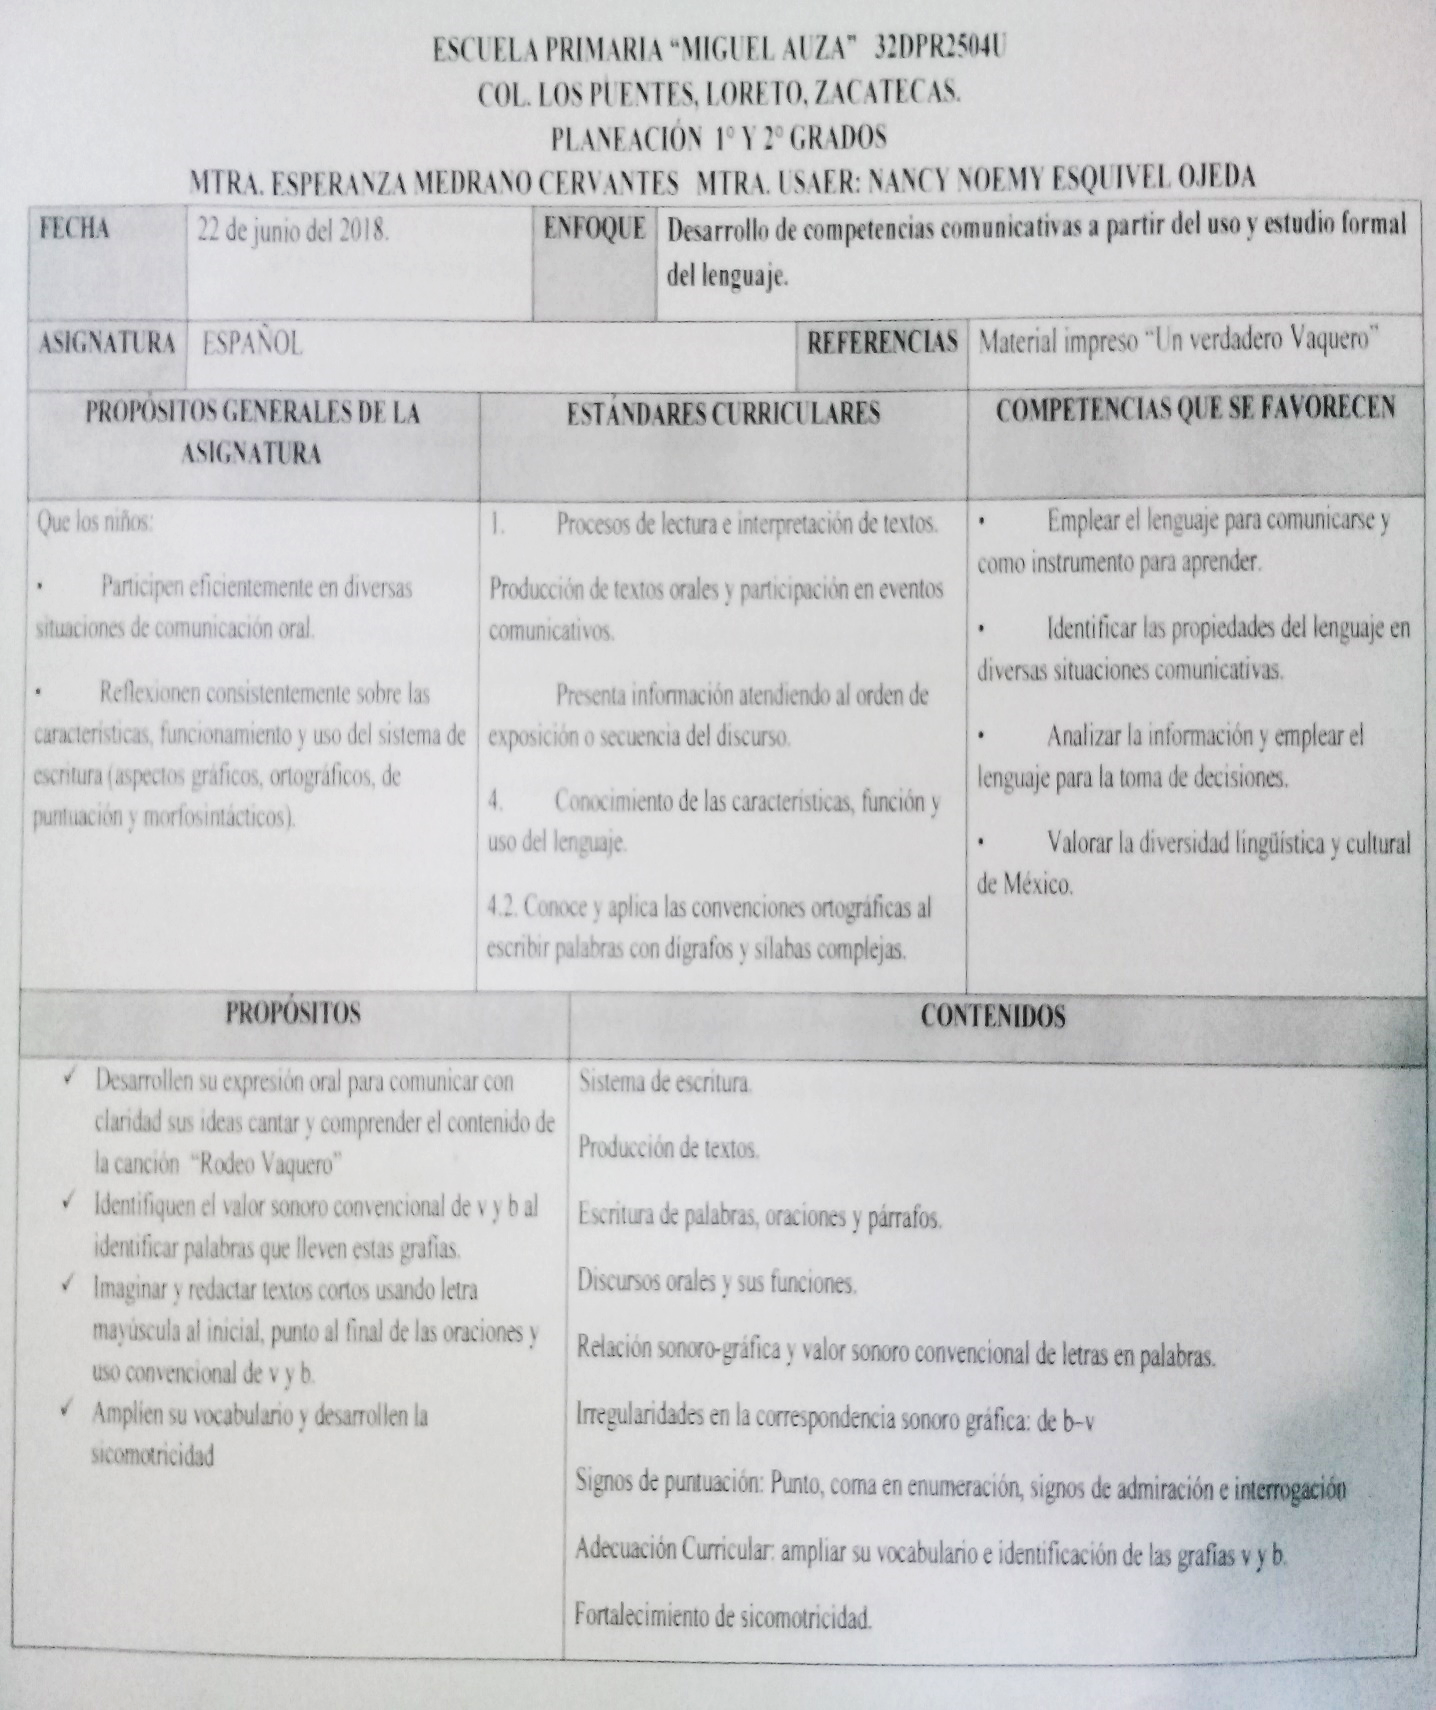 ESCUELA PRIMARIA “MIGUEL AUZA” 32DPR2504U
COL. LOS PUENTES, LORETO, ZACATECAS.
PLANEACIÓN 1° Y 2° GRADOS
MTRA. ESPERANZA MEDRANO CERVANTES MTRA. USAER: NANCY NOEMY ESQUIVEL OJEDA
FECHA
22 de junio del 2018.
ENFOQUE
Desarrollo de competencias comunicativas a partir del uso y estudio formal
del lenguaje.
ASIGNATURA
ESPAÑOL
REFERENCIAS
Material impreso “Un verdadero Vaquero”
PROPÓSITOS GENERALES DE LA
ASIGNATURA
Que los niños:
• Participen eficientemente en diversas
situaciones de comunicación oral.
• Reflexionen consistentemente sobre las
características, funcionamiento y uso del sistema de
escritura (aspectos gráficos, ortográficos, de
puntuación y morfosintácticos).
ESTÁNDARES CURRICULARES
1. Procesos de lectura e interpretación de textos.
Producción de textos orales y participación en eventos
comunicativos.
Presenta información atendiendo al orden de
exposición o secuencia del discurso.
4. Conocimiento de las características, función y
uso del lenguaje.
4.2. Conoce y aplica las convenciones ortográficas al
escribir palabras con dígrafos y sílabas complejas.
COMPETENCIAS QUE SE FAVORECEN
• Emplear el lenguaje para comunicarse y
como instrumento para aprender.
• Identificar las propiedades del lenguaje en
diversas situaciones comunicativas.
• Analizar la información y emplear el
lenguaje para la toma de decisiones.
• Valorar la diversidad lingüística y cultural
de México.
PROPÓSITOS
✓ Desarrollen su expresión oral para comunicar con
claridad sus ideas cantar y comprender el contenido de
la canción “Rodeo Vaquero”
✓ Identifiquen el valor sonoro convencional de v y b al
identificar palabras que lleven estas grafías.
✓ Imaginar y redactar textos cortos usando letra
mayúscula al inicial, punto al final de las oraciones y
uso convencional de v y b.
✓ Amplíen su vocabulario y desarrollen la
sicomotricidad
CONTENIDOS
Sistema de escritura.
Producción de textos.
Escritura de palabras, oraciones y párrafos.
Discursos orales y sus funciones.
Relación sonoro-gráfica y valor sonoro convencional de letras en palabras.
Irregularidades en la correspondencia sonoro gráfica: de b–v
Signos de puntuación: Punto, coma en enumeración, signos de admiración e interrogación
Adecuación Curricular: ampliar su vocabulario e identificación de las grafías v y b.
Fortalecimiento de sicomotricidad.